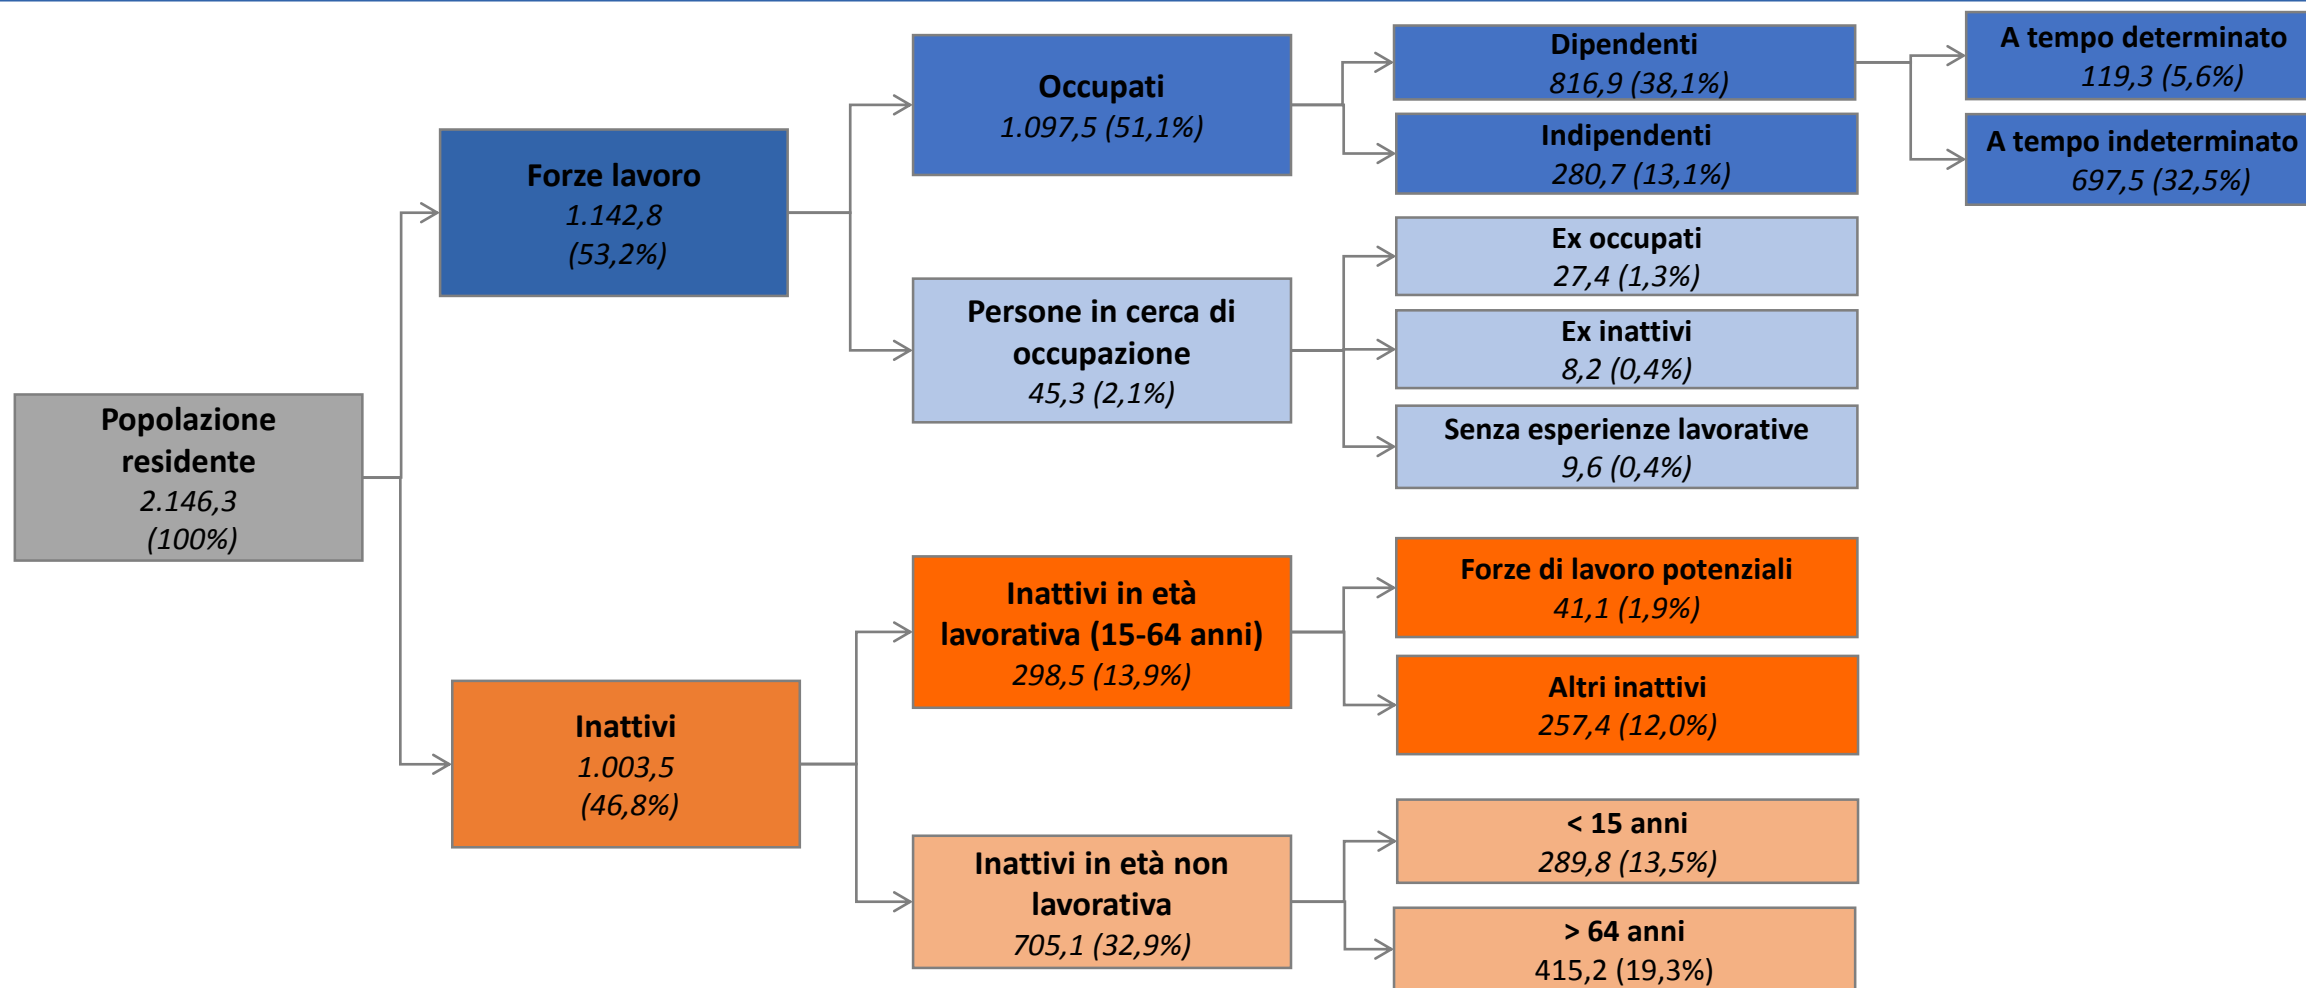 Popolazione
residente
2.146,3
(100%)
Forze lavoro
1.142,8
(53,2%)
Inattivi
1.003,5
(46,8%)
Occupati
1.097,5 (51,1%)
Persone in cerca di
occupazione
45,3 (2,1%)
Inattivi in età
lavorativa (15-64 anni)
298,5 (13,9%)
Inattivi in età non
lavorativa
705,1 (32,9%)
Dipendenti
816,9 (38,1%)
Indipendenti
280,7 (13,1%)
Ex occupati
27,4 (1,3%)
Ex inattivi
8,2 (0,4%)
Senza esperienze lavorative
9,6 (0,4%)
Forze di lavoro potenziali
41,1 (1,9%)
Altri inattivi
257,4 (12,0%)
< 15 anni
289,8 (13,5%)
> 64 anni
415,2 (19,3%)
A tempo determinato
119,3 (5,6%)
A tempo indeterminato
697,5 (32,5%)